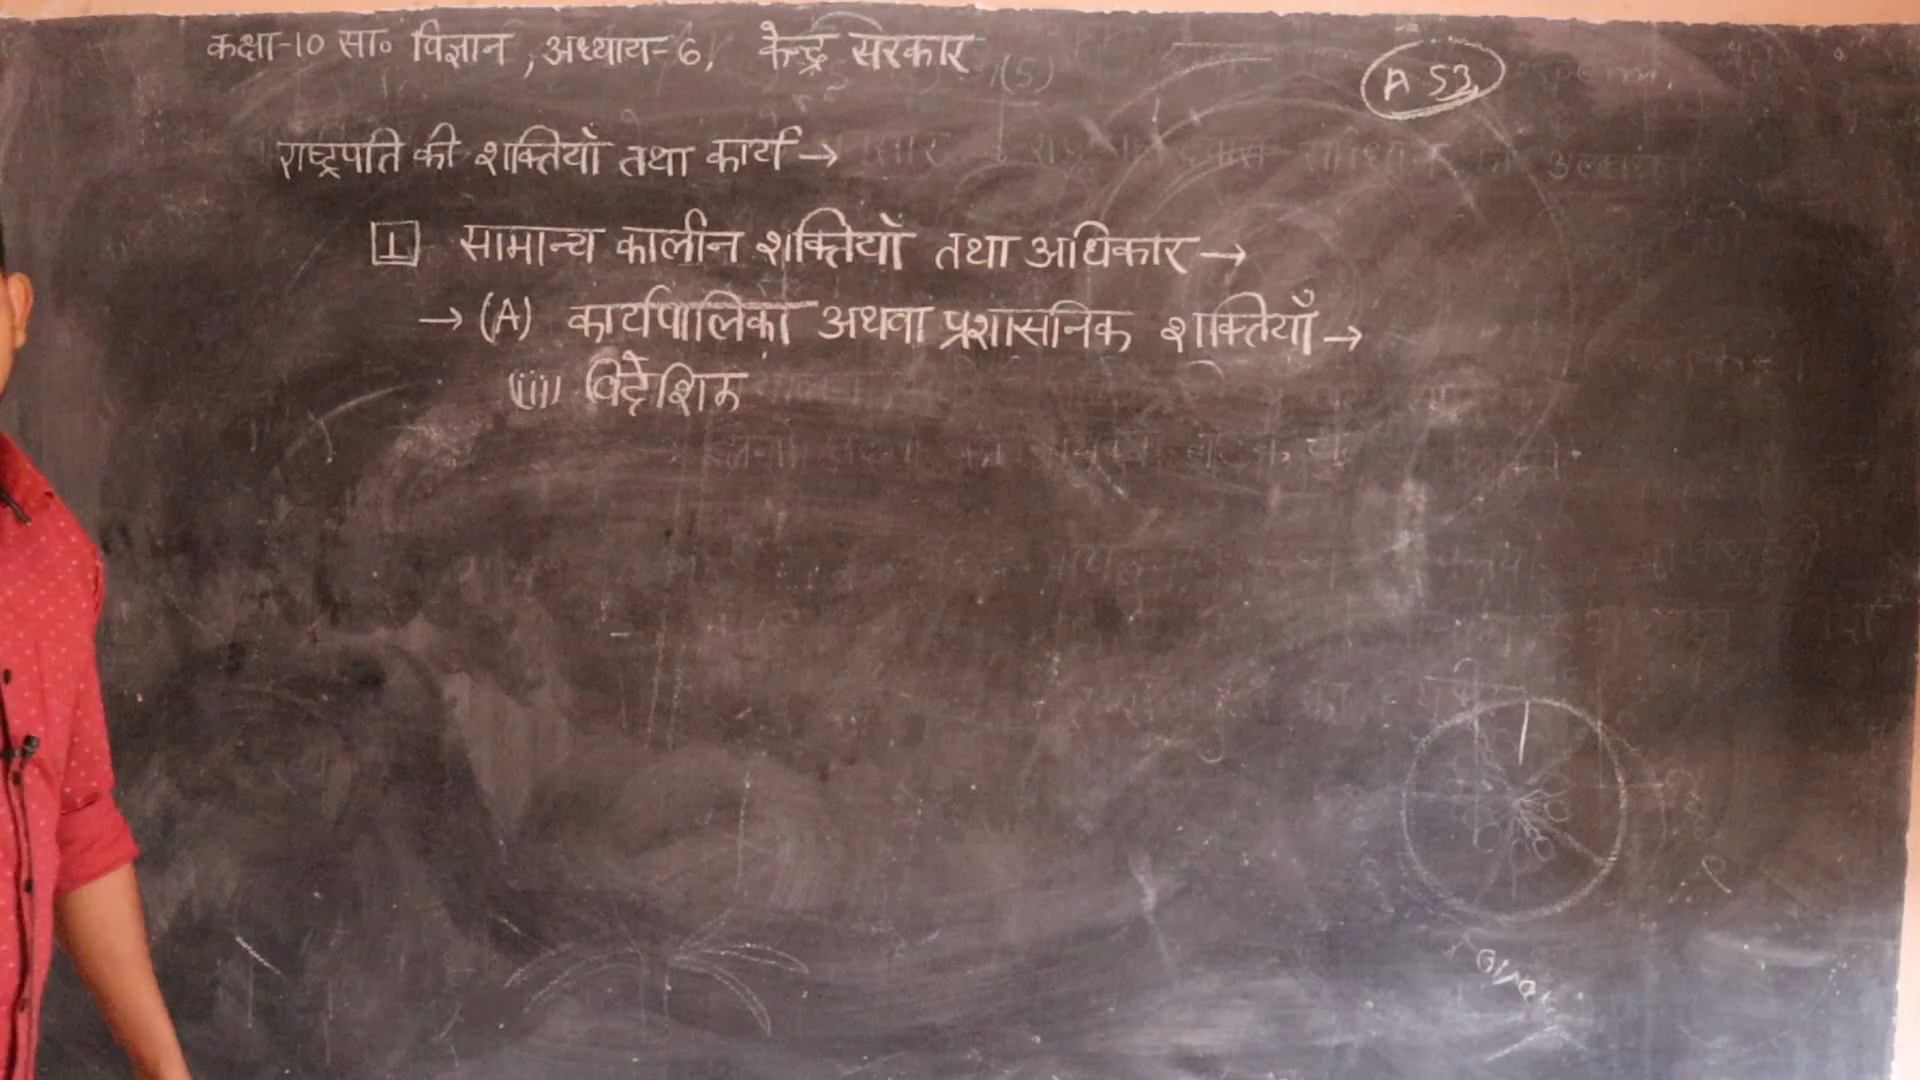 कक्षा-10 सा० विज्ञान, अध्याय-6, केन्द्र सरकार
A 53
राष्ट्रपति की शक्तियाँ तथा कार्य →
1 सामान्य कालीन शक्तियाँ तथा अधिकार →
→ (A) कार्यपालिका अथवा प्रशासनिक शक्तियाँ →
(ii) विदेशिक